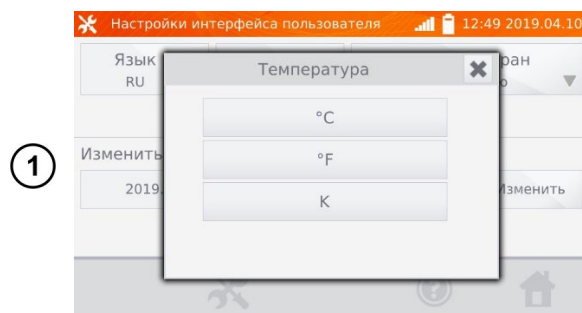 Настройки интерфейса пользователя 12:49 2019.04.10
Язык
RU
Температура
°C
°F
K
Изменить
2019.
Изменить
1